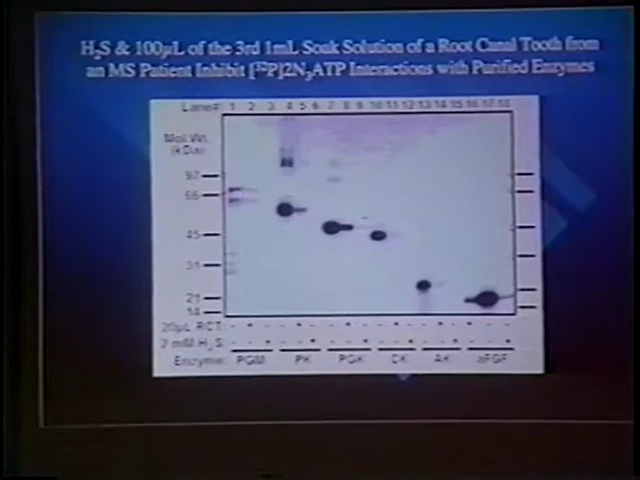 H₂S & 100µL of the 3rd 1mL Soak Solution of a Root Canal Tooth from
an MS Patient Inhibit [³²P]2N₃ATP Interactions with Purified Enzymes
Lane#: 1 2 3 4 5 6 7 8 9 10 11 12 13 14 15 16 17 18
Mol.Wt.
(kDa)
97
66
45
31
21
14
20µL RCT: - • - - • - - • - - • - - • - • - -
2 mM H₂S: - - • - - • - - • - - • - - • - - •
Enzyme: PGM PK PGK CK AK aFGF